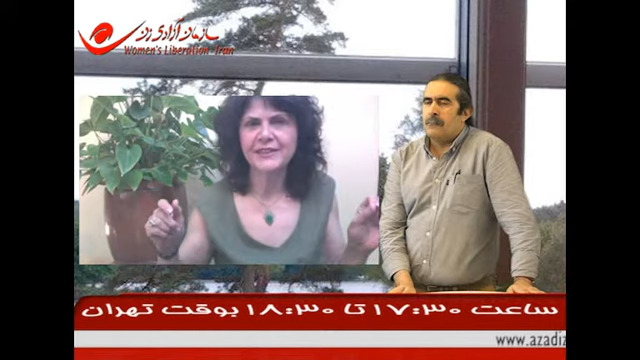 سازمان آزادی زن
Women's Liberation-Iran
ساعت ۱۷:۳۰ تا ۱۸:۳۰ بوقت تهران
www.azadiz